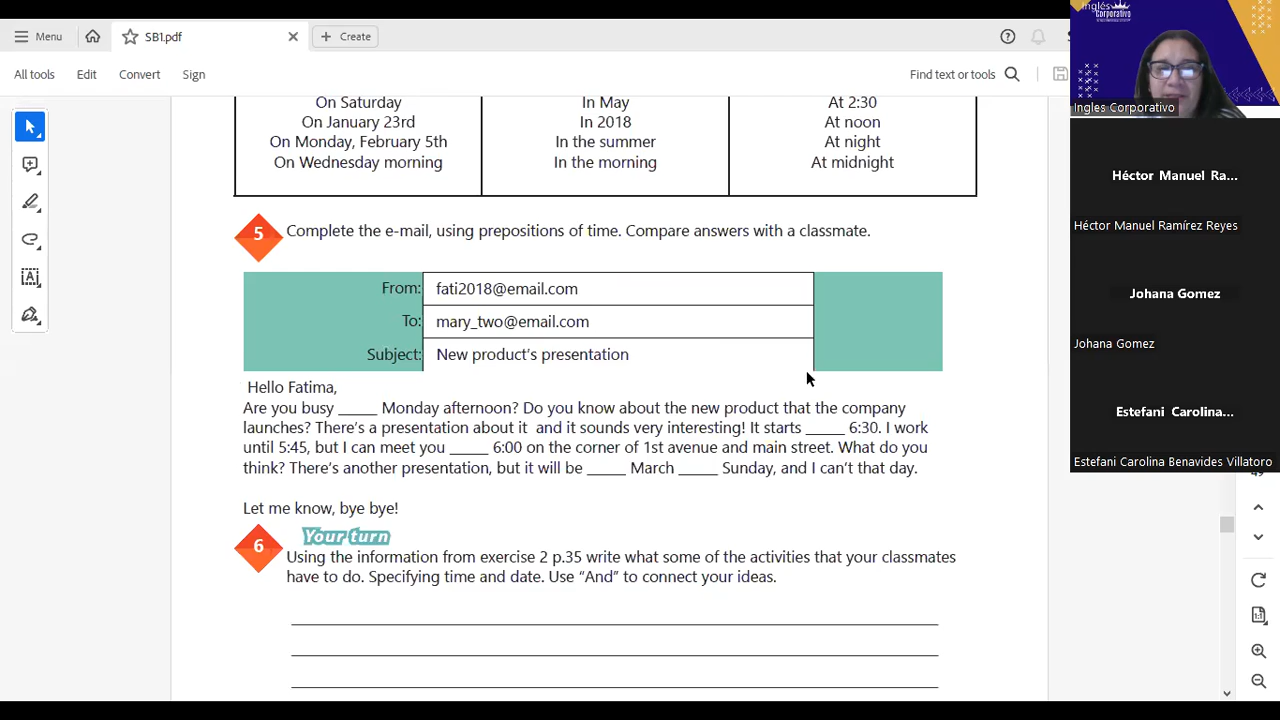 Menu
SB1.pdf
Create
All tools
Edit
Convert
Sign
Find text or tools
On Saturday
On January 23rd
On Monday, February 5th
On Wednesday morning
In May
In 2018
In the summer
In the morning
At 2:30
At noon
At night
At midnight
5
Complete the e-mail, using prepositions of time. Compare answers with a classmate.
From:
fati2018@email.com
To:
mary_two@email.com
Subject:
New product's presentation
Hello Fatima,
Are you busy _____ Monday afternoon? Do you know about the new product that the company
launches? There's a presentation about it and it sounds very interesting! It starts _____ 6:30. I work
until 5:45, but I can meet you _____ 6:00 on the corner of 1st avenue and main street. What do you
think? There's another presentation, but it will be _____ March _____ Sunday, and I can't that day.
Let me know, bye bye!
6
Your turn
Using the information from exercise 2 p.35 write what some of the activities that your classmates
have to do. Specifying time and date. Use “And” to connect your ideas.
Inglés
corporativo
Ingles Corporativo
Héctor Manuel Ra...
Héctor Manuel Ramírez Reyes
Johana Gomez
Johana Gomez
Estefani Carolina...
Estefani Carolina Benavides Villatoro
1:1